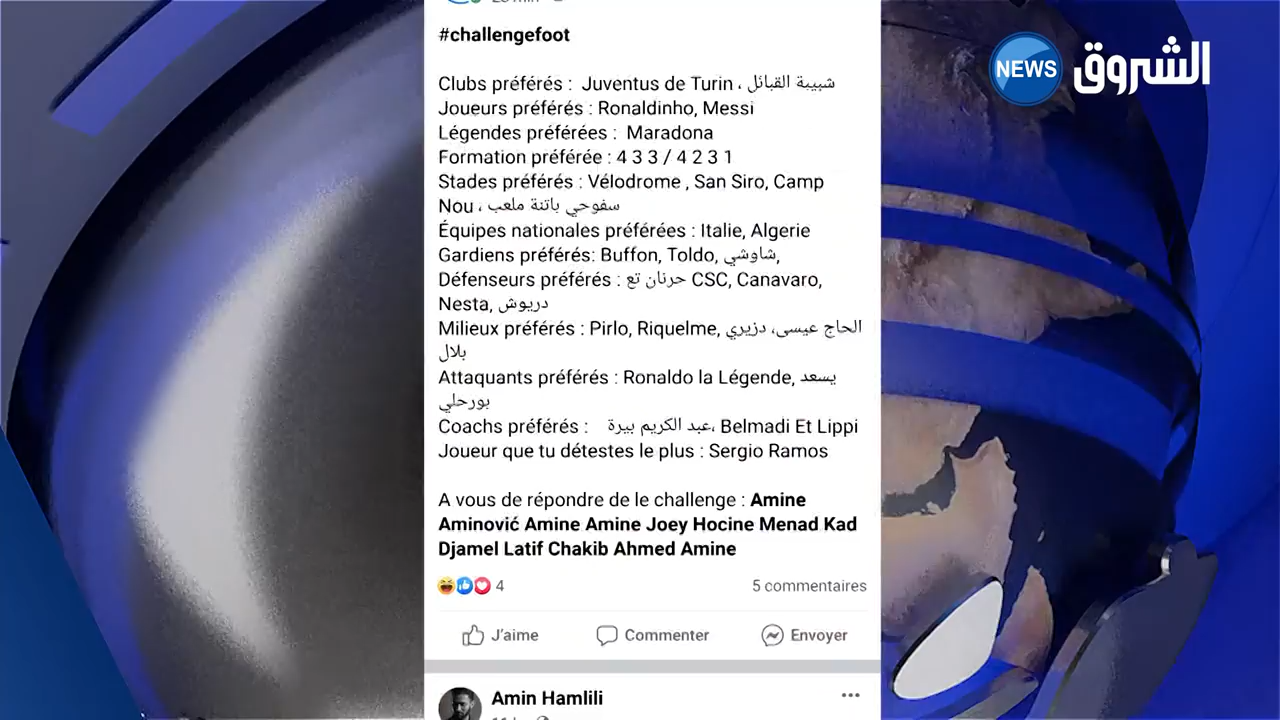 #challengefoot
NEWS الشروق
Clubs préférés : Juventus de Turin ، شبيبة القبائل
Joueurs préférés : Ronaldinho, Messi
Légendes préférées : Maradona
Formation préférée : 4 3 3 / 4 2 3 1
Stades préférés : Vélodrome , San Siro, Camp
Nou ، سفوحي باتنة ملعب
Équipes nationales préférées : Italie, Algerie
Gardiens préférés: Buffon, Toldo, شاوشي,
Défenseurs préférés : حرنان تع CSC, Canavaro,
Nesta, دريوش
Milieux préférés : Pirlo, Riquelme, الحاج عيسى، دزيري
بلال
Attaquants préférés : Ronaldo la Légende, يسعد
بورحلي
Coachs préférés : عبد الكريم بيرة، Belmadi Et Lippi
Joueur que tu détestes le plus : Sergio Ramos
A vous de répondre de le challenge : Amine
Aminović Amine Amine Joey Hocine Menad Kad
Djamel Latif Chakib Ahmed Amine
4 5 commentaires
J'aime Commenter Envoyer
Amin Hamlili